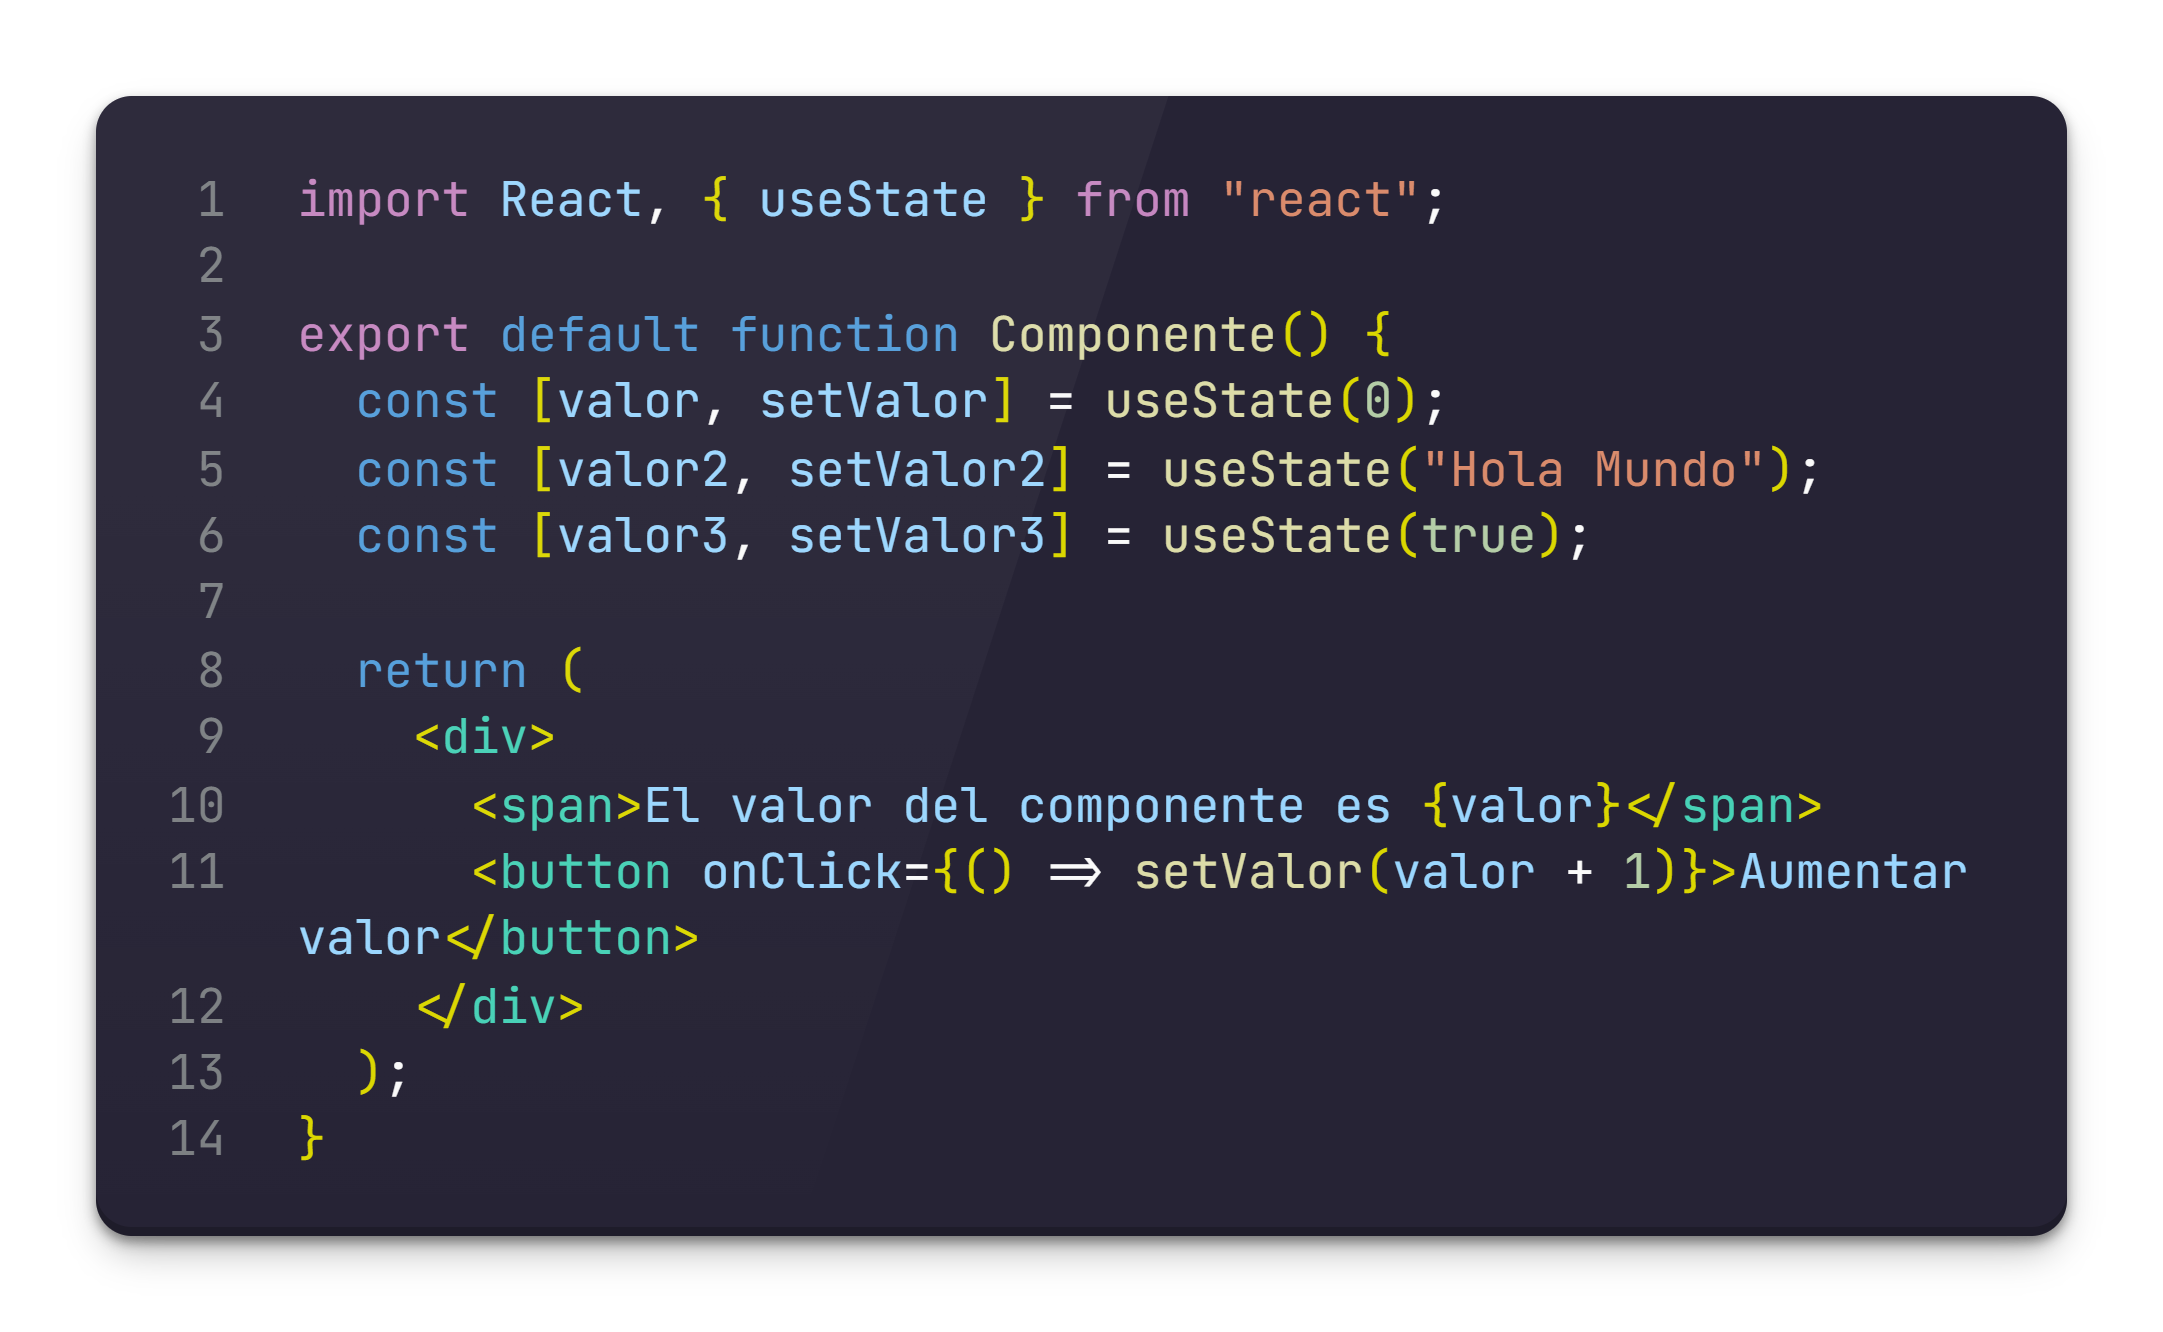 1 import React, { useState } from "react";
2
3 export default function Componente() {
4   const [valor, setValor] = useState(0);
5   const [valor2, setValor2] = useState("Hola Mundo");
6   const [valor3, setValor3] = useState(true);
7
8   return (
9     <div>
10       <span>El valor del componente es {valor}</span>
11       <button onClick={() => setValor(valor + 1)}>Aumentar
valor</button>
12     </div>
13   );
14 }